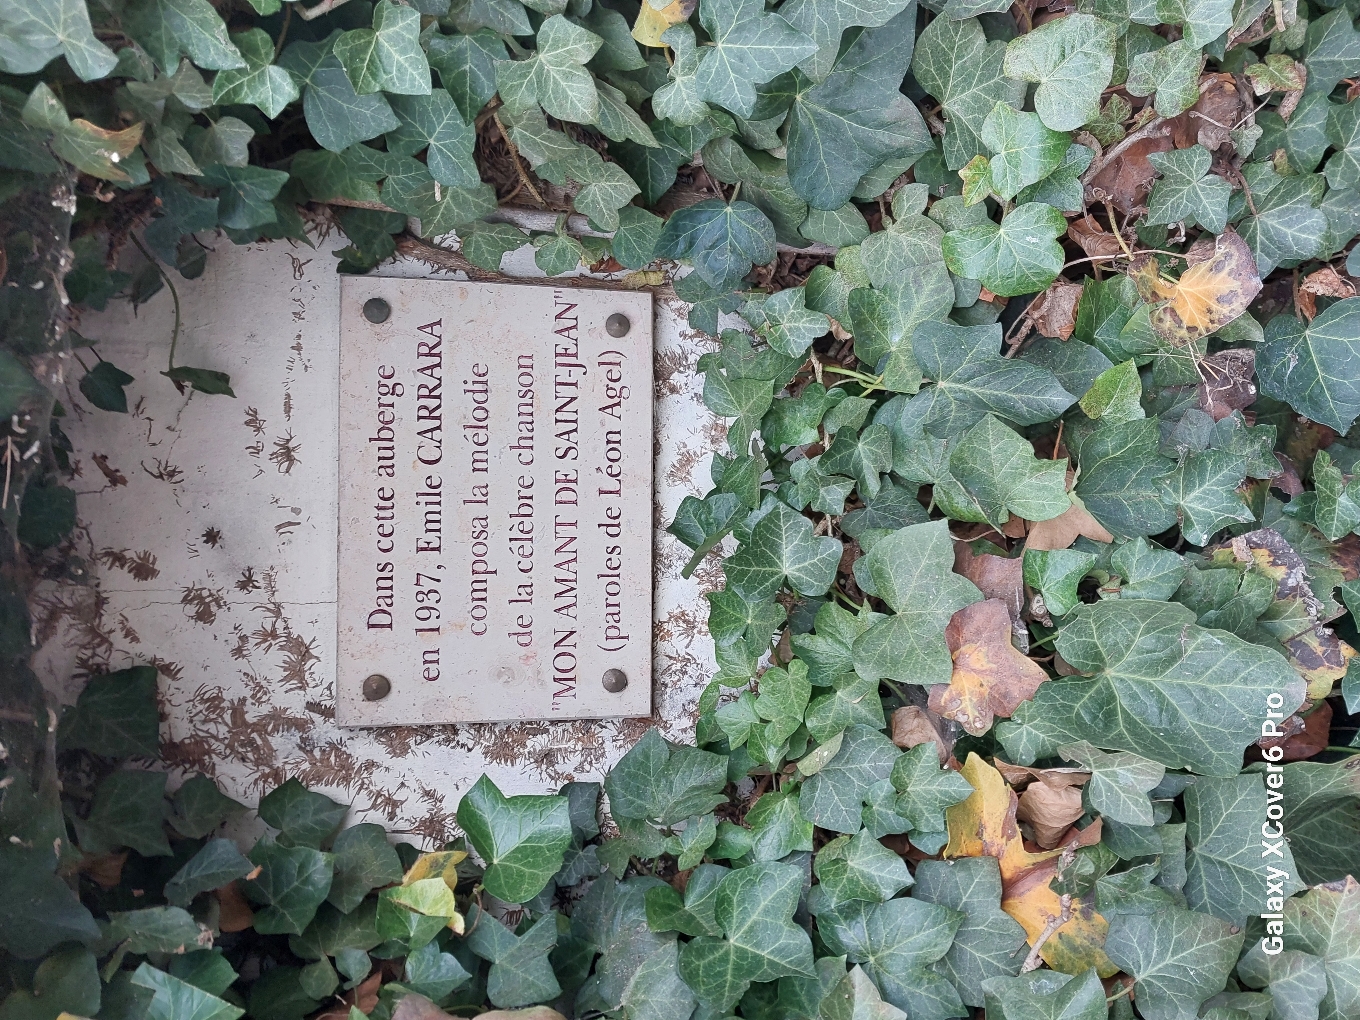 Dans cette auberge
en 1937, Emile CARRARA
composa la mélodie
de la célèbre chanson
"MON AMANT DE SAINT-JEAN"
(paroles de Léon Agel)
Galaxy XCover6 Pro